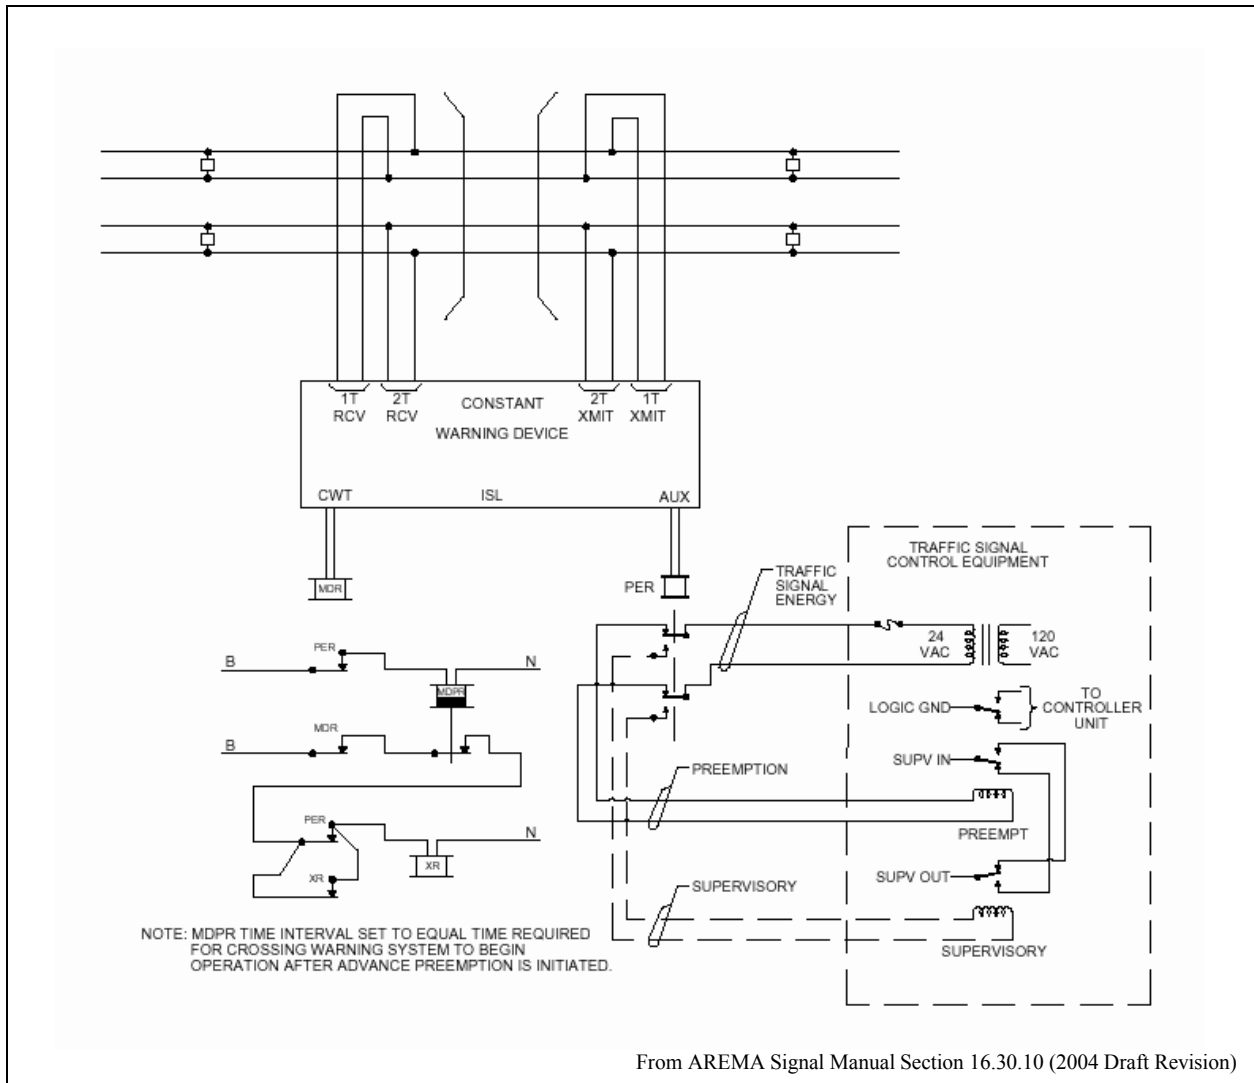 1T
RCV
2T
RCV
CONSTANT
WARNING DEVICE
2T
XMIT
1T
XMIT
CWT
ISL
AUX
MDR
PER
TRAFFIC
SIGNAL
ENERGY
TRAFFIC SIGNAL
CONTROL EQUIPMENT
24
VAC
120
VAC
PER
B
N
MDPR
LOGIC GND
TO
CONTROLLER
UNIT
MDR
B
SUPV IN
PREEMPTION
PREEMPT
PER
N
XR
XR
SUPV OUT
SUPERVISORY
SUPERVISORY
NOTE: MDPR TIME INTERVAL SET TO EQUAL TIME REQUIRED
FOR CROSSING WARNING SYSTEM TO BEGIN
OPERATION AFTER ADVANCE PREEMPTION IS INITIATED.
From AREMA Signal Manual Section 16.30.10 (2004 Draft Revision)